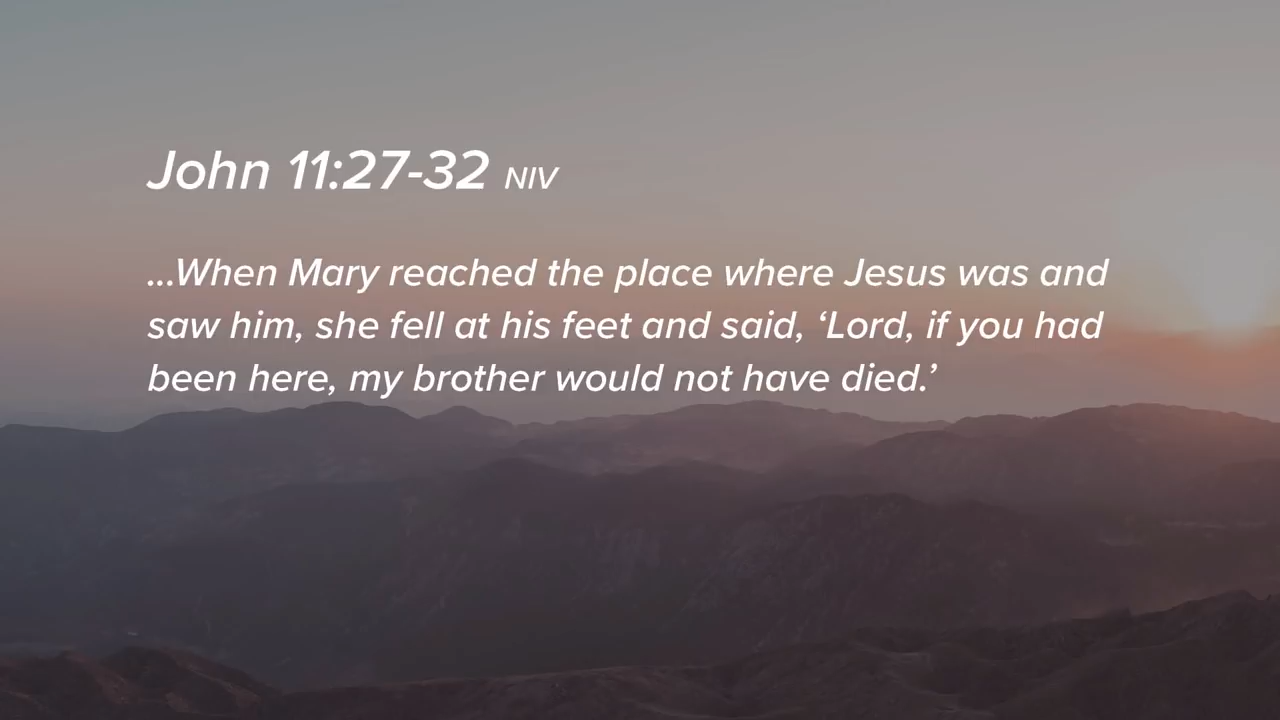 John 11:27-32 NIV
...When Mary reached the place where Jesus was and
saw him, she fell at his feet and said, ‘Lord, if you had
been here, my brother would not have died.’